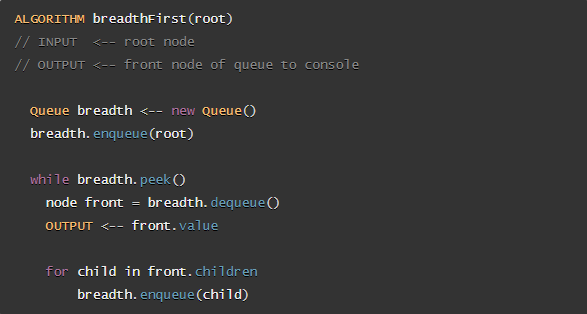 ALGORITHM breadthFirst(root)
// INPUT  <-- root node
// OUTPUT <-- front node of queue to console

  Queue breadth <-- new Queue()
  breadth.enqueue(root)

  while breadth.peek()
    node front = breadth.dequeue()
    OUTPUT <-- front.value

    for child in front.children
        breadth.enqueue(child)